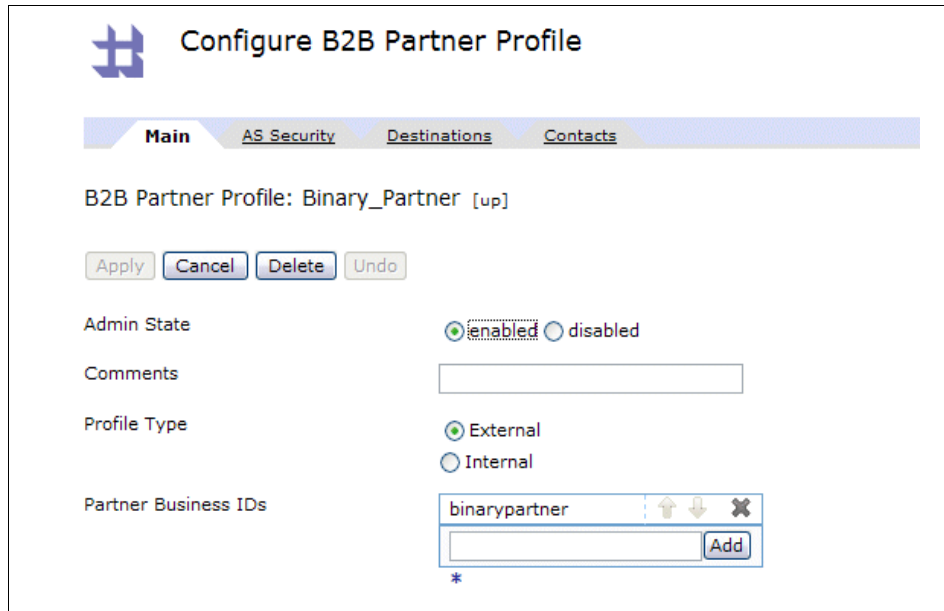 Configure B2B Partner Profile
Main AS Security Destinations Contacts
B2B Partner Profile: Binary_Partner [up]
Apply Cancel Delete Undo
Admin State enabled disabled
Comments
Profile Type External
Internal
Partner Business IDs binarypartner
Add
*